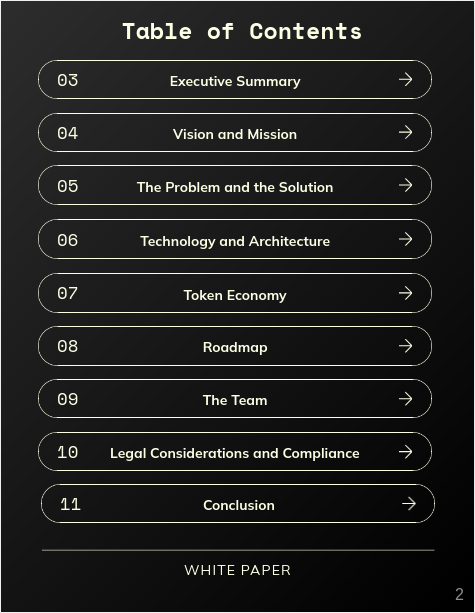 Table of Contents
03 Executive Summary
04 Vision and Mission
05 The Problem and the Solution
06 Technology and Architecture
07 Token Economy
08 Roadmap
09 The Team
10 Legal Considerations and Compliance
11 Conclusion
WHITE PAPER
2